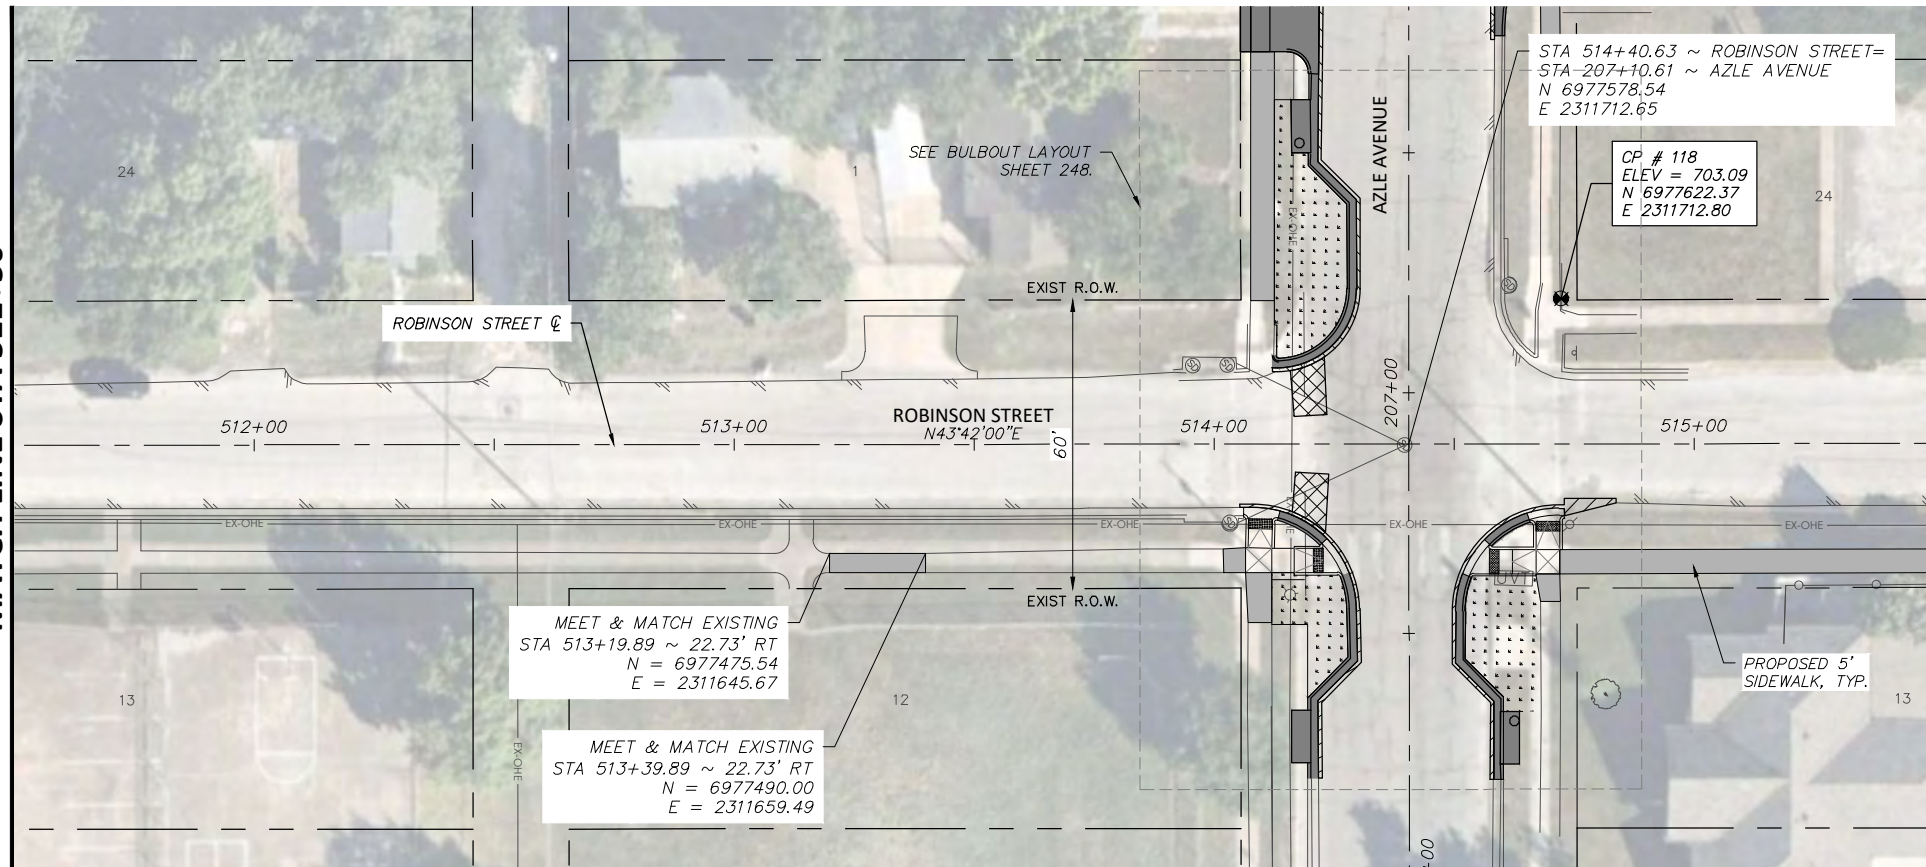 STA 514+40.63 ~ ROBINSON STREET=
STA 207+10.61 ~ AZLE AVENUE
N 6977578.54
E 2311712.65
AZLE AVENUE
SEE BULBOUT LAYOUT
SHEET 248.
CP # 118
ELEV = 703.09
N 6977622.37
E 2311712.80
24
1
24
EX-OHE
EXIST R.O.W.
ROBINSON STREET ℄
SD
SD
SD
207+00
512+00
513+00
ROBINSON STREET
N43°42'00"E
60'
514+00
515+00
EX-OHE
EX-OHE
EX-OHE
EX-OHE
EX-OHE
EXIST R.O.W.
MEET & MATCH EXISTING
STA 513+19.89 ~ 22.73' RT
N = 6977475.54
E = 2311645.67
PROPOSED 5'
SIDEWALK, TYP.
13
12
13
EX-OHE
MEET & MATCH EXISTING
STA 513+39.89 ~ 22.73' RT
N = 6977490.00
E = 2311659.49